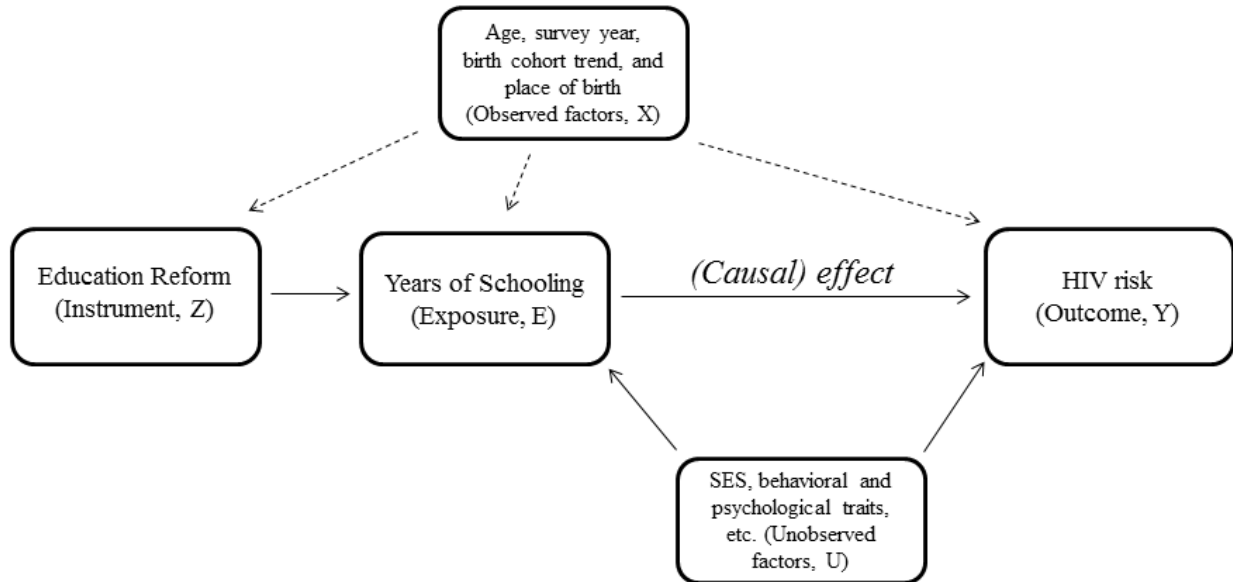 Age, survey year,
birth cohort trend, and
place of birth
(Observed factors, X)
Education Reform
(Instrument, Z)
Years of Schooling
(Exposure, E)
(Causal) effect
HIV risk
(Outcome, Y)
SES, behavioral and
psychological traits,
etc. (Unobserved
factors, U)